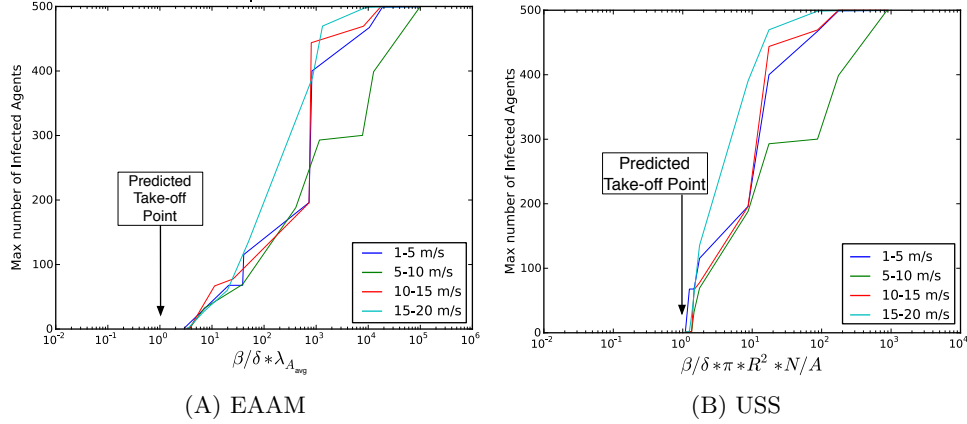 500
400
300
200
100
0
Max number of Infected Agents
Predicted
Take-off
Point
1-5 m/s
5-10 m/s
10-15 m/s
15-20 m/s
10^-2 10^-1 10^0 10^1 10^2 10^3 10^4 10^5 10^6
β/δ * λ_A_avg
(A) EAAM
500
400
300
200
100
0
Max number of Infected Agents
Predicted
Take-off Point
1-5 m/s
5-10 m/s
10-15 m/s
15-20 m/s
10^-2 10^-1 10^0 10^1 10^2 10^3 10^4
β/δ * π * R^2 * N/A
(B) USS